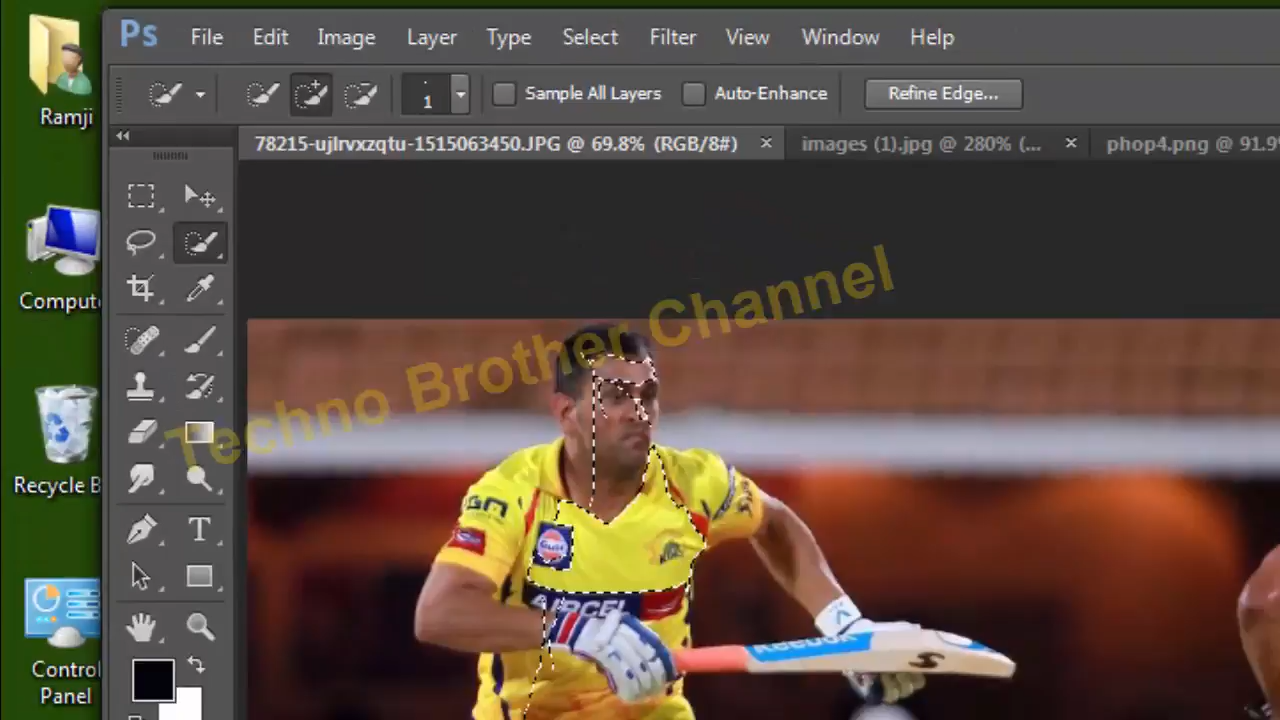 Ps File Edit Image Layer Type Select Filter View Window Help
1 Sample All Layers Auto-Enhance Refine Edge...
78215-ujlrvxzqtu-1515063450.JPG @ 69.8% (RGB/8#) × images (1).jpg @ 280% (... × phop4.png @ 91.9%
Ramji
Compute
Recycle B
Control
Panel
Techno Brother Channel
Gulf
AIRCEL
Reebok
T